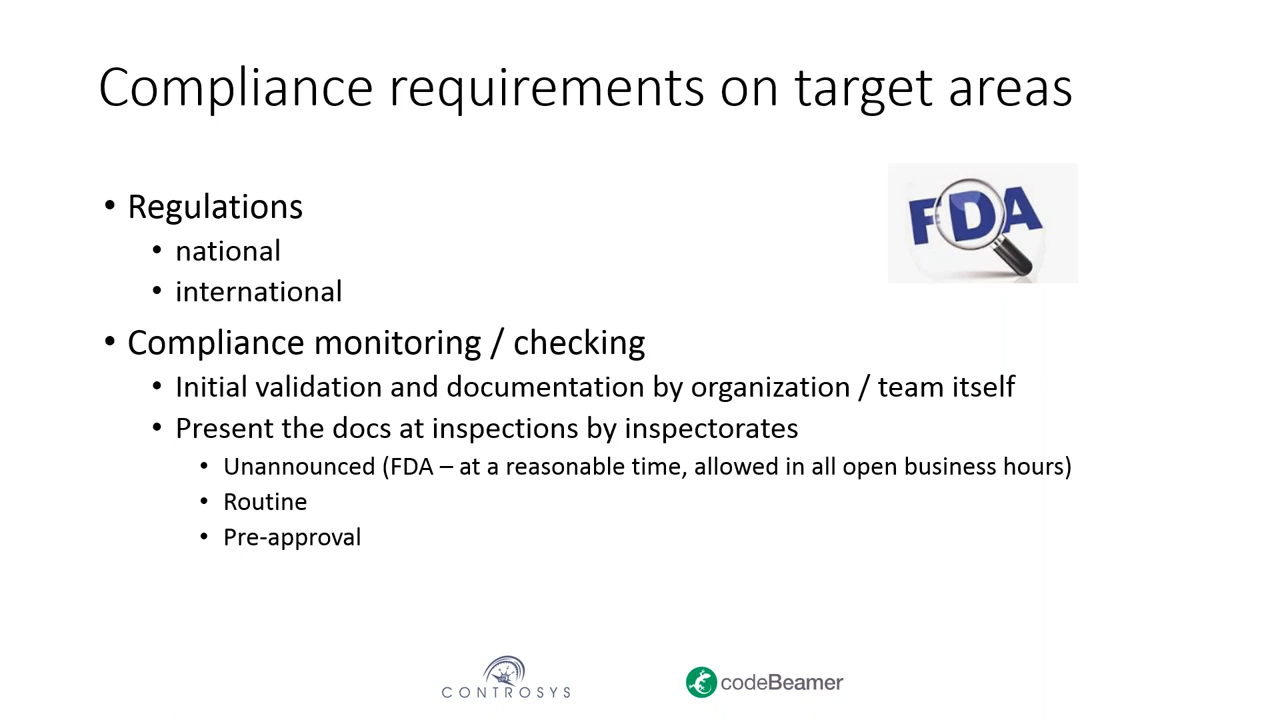 Compliance requirements on target areas
• Regulations
• national
• international
FDA
• Compliance monitoring / checking
• Initial validation and documentation by organization / team itself
• Present the docs at inspections by inspectorates
• Unannounced (FDA – at a reasonable time, allowed in all open business hours)
• Routine
• Pre-approval
CONTROSYS
codeBeamer